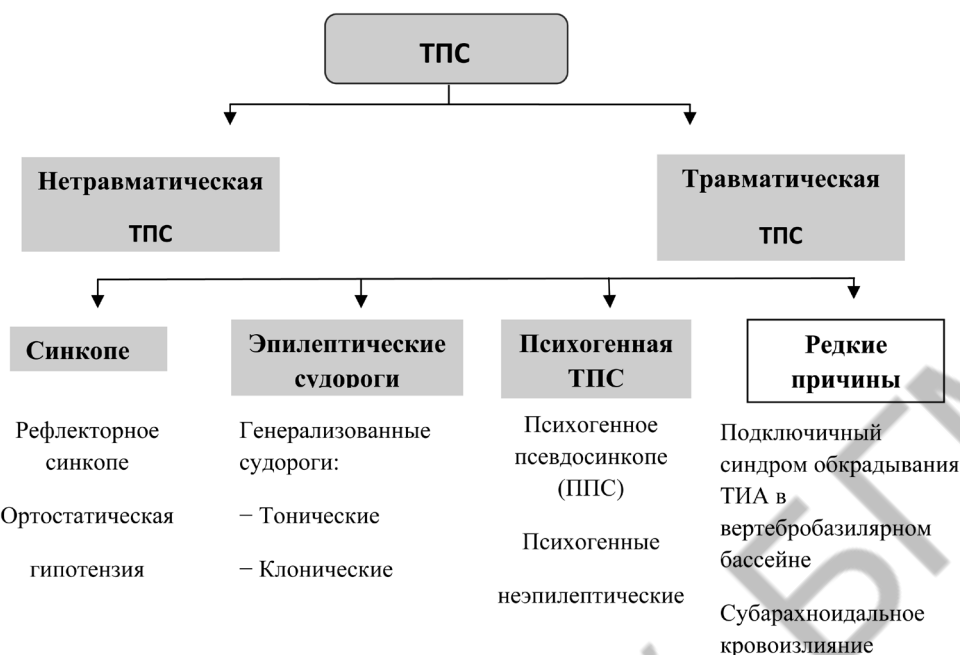 ТПС
Нетравматическая
ТПС
Травматическая
ТПС
Синкопе
Эпилептические
судороги
Психогенная
ТПС
Редкие
причины
Рефлекторное
синкопе
Ортостатическая
гипотензия
Генерализованные
судороги:
− Тонические
− Клонические
Психогенное
псевдосинкопе
(ППС)
Психогенные
неэпилептические
Подключичный
синдром обкрадывания
ТИА в
вертебробазилярном
бассейне
Субарахноидальное
кровоизлияние